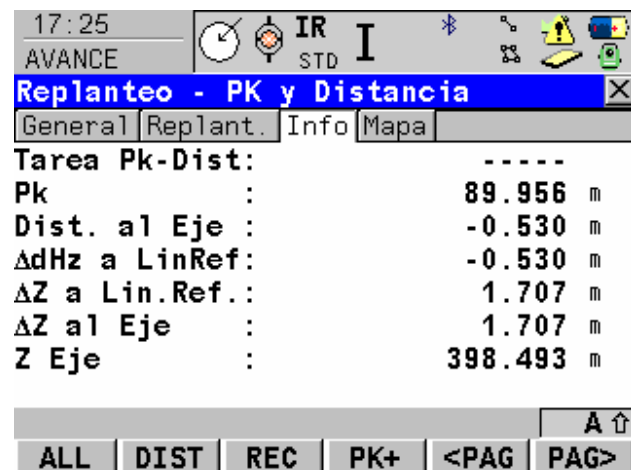 17:25 IR
AVANCE STD I
Replanteo - PK y Distancia
General Replant. Info Mapa
Tarea Pk-Dist: -----
Pk : 89.956 m
Dist. al Eje : -0.530 m
ΔdHz a LinRef: -0.530 m
ΔZ a Lin.Ref.: 1.707 m
ΔZ al Eje : 1.707 m
Z Eje : 398.493 m
A
ALL DIST REC PK+ <PAG PAG>